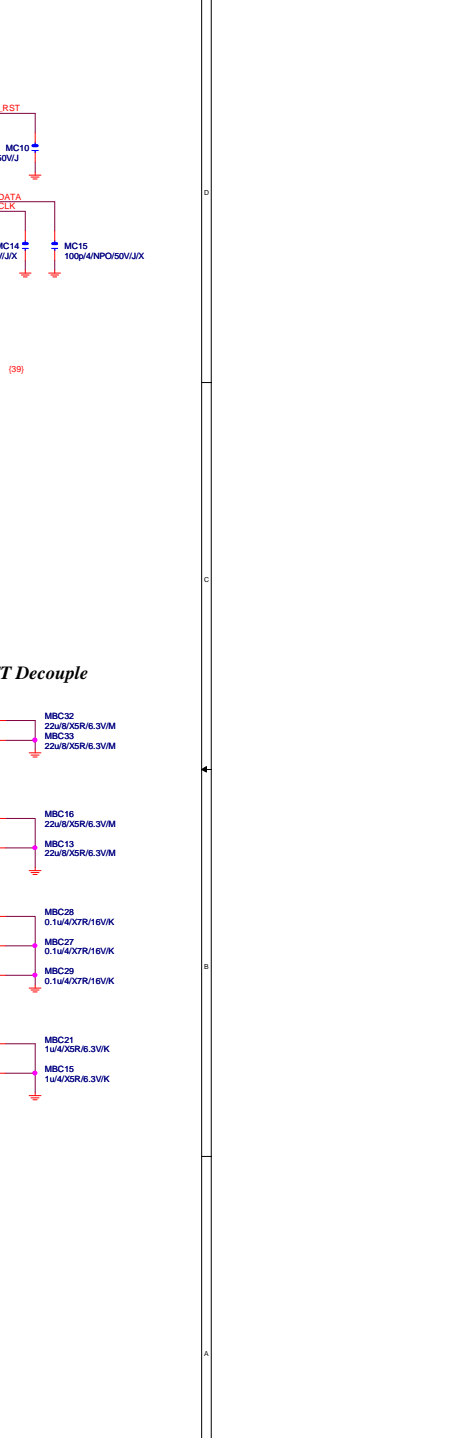 _RST
MC10
50V/J
D
DATA
CLK
MC14
MC15
V/J/X
100p/4/NPO/50V/J/X
{39}
C
T Decouple
MBC32
22u/8/X5R/6.3V/M
MBC33
22u/8/X5R/6.3V/M
MBC16
22u/8/X5R/6.3V/M
MBC13
22u/8/X5R/6.3V/M
MBC28
0.1u/4/X7R/16V/K
MBC27
0.1u/4/X7R/16V/K
B
MBC29
0.1u/4/X7R/16V/K
MBC21
1u/4/X5R/6.3V/K
MBC15
1u/4/X5R/6.3V/K
A